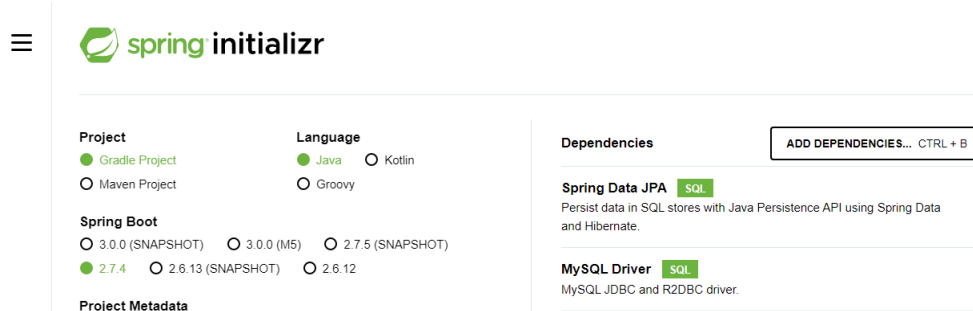 spring initializr
Project
Gradle Project
Maven Project
Language
Java Kotlin
Groovy
Spring Boot
3.0.0 (SNAPSHOT) 3.0.0 (M5) 2.7.5 (SNAPSHOT)
2.7.4 2.6.13 (SNAPSHOT) 2.6.12
Project Metadata
Dependencies
ADD DEPENDENCIES... CTRL + B
Spring Data JPA SQL
Persist data in SQL stores with Java Persistence API using Spring Data
and Hibernate.
MySQL Driver SQL
MySQL JDBC and R2DBC driver.